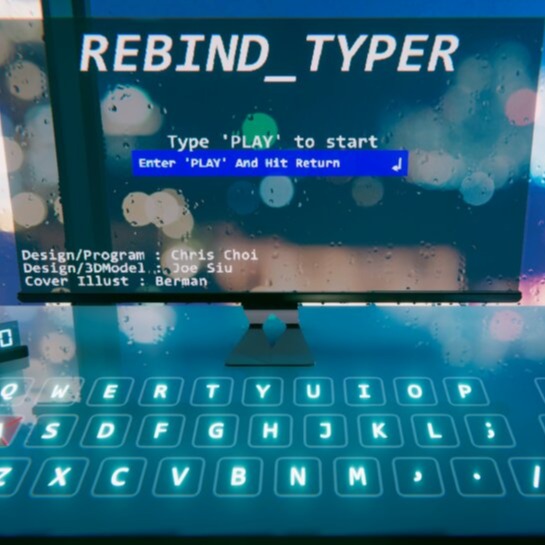 REBIND_TYPER
Type 'PLAY' to start
Enter 'PLAY' And Hit Return
Design/Program : Chris Choi
Design/3DModel : Joe Siu
Cover Illust : Berman
0
Q W E R T Y U I O P
S D F G H J K L ;
Z X C V B N M , .